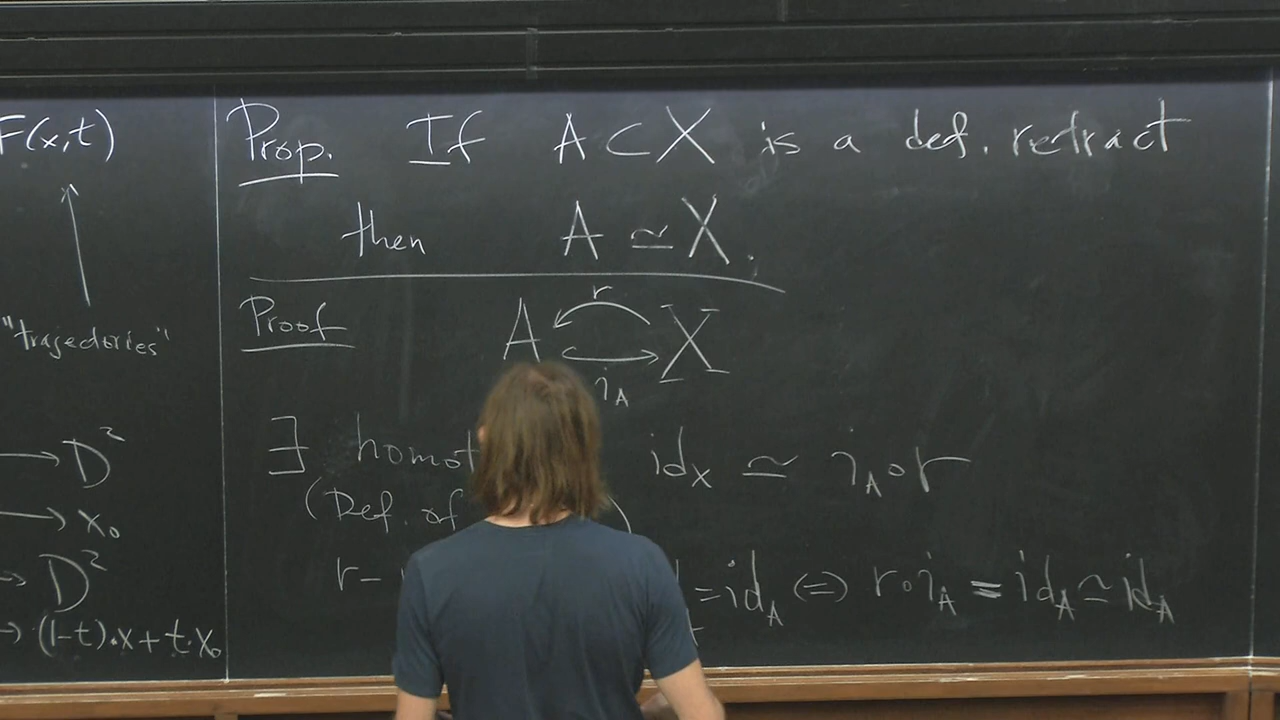 F(x,t)
"trajectories"
→ D²
→ x₀
→ D²
→ (1-t)·x + t·x₀
Prop. If A ⊂ X is a def. retract
then A ≃ X.
Proof A X
r
i_A
∃ id_X ≃ i_A∘r
(Def. of )
r- =id_A ⇔ r∘i_A = id_A ≃ id_A